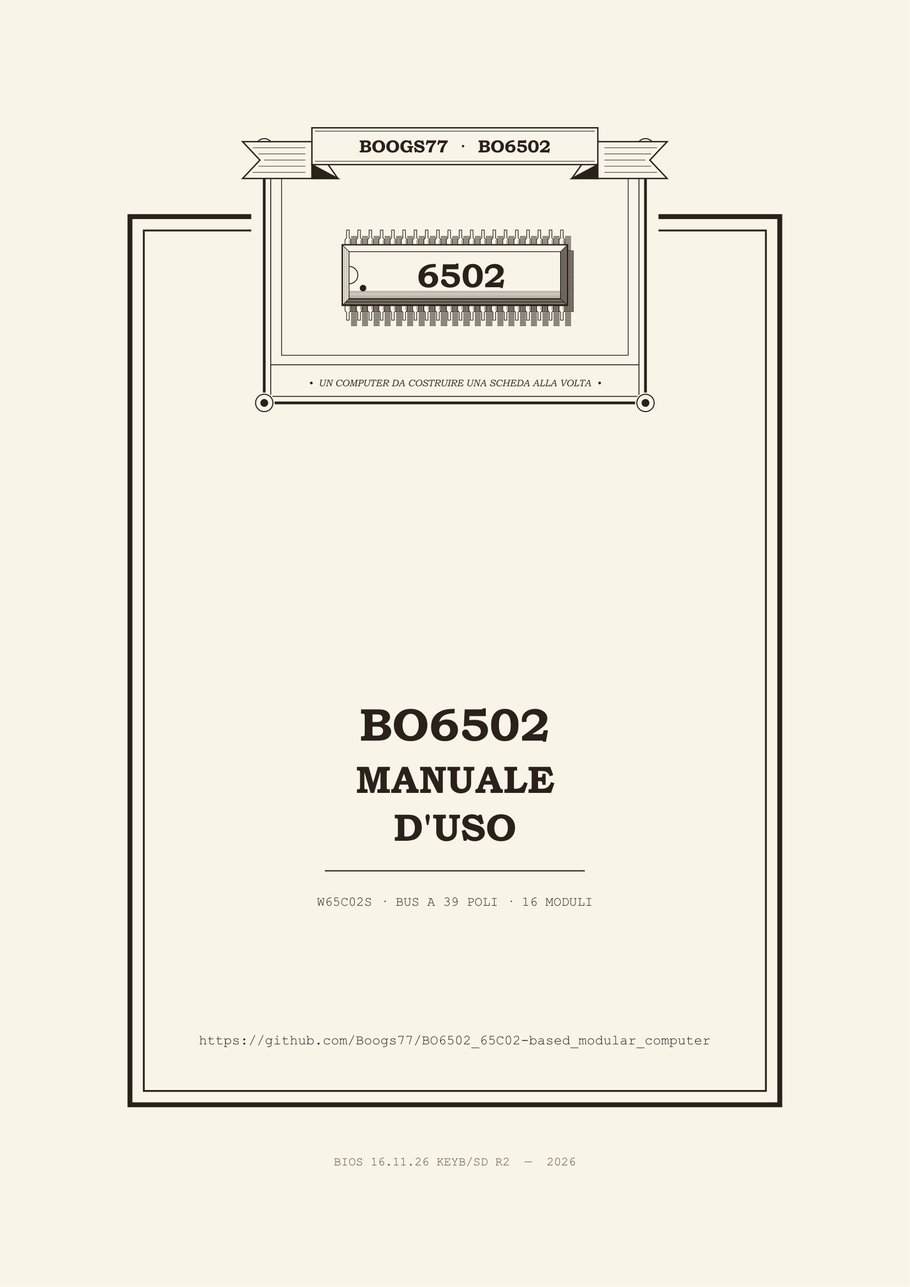 BOOGS77 · BO6502
6502
• UN COMPUTER DA COSTRUIRE UNA SCHEDA ALLA VOLTA •
BO6502
MANUALE
D'USO
W65C02S · BUS A 39 POLI · 16 MODULI
https://github.com/Boogs77/BO6502_65C02-based_modular_computer
BIOS 16.11.26 KEYB/SD R2 — 2026